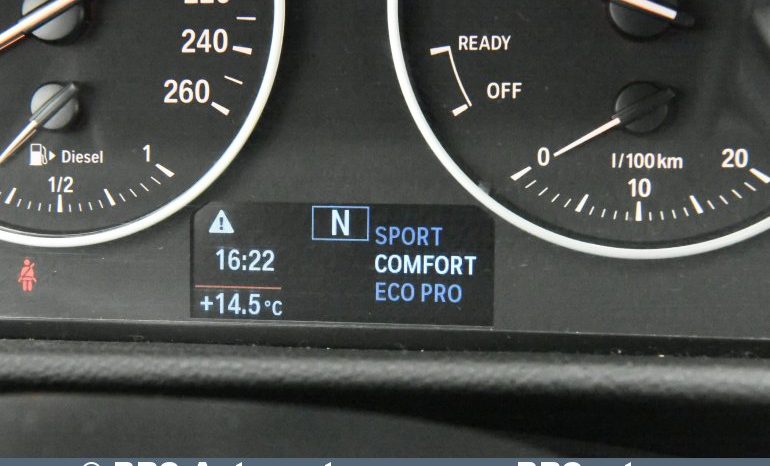 240
260
Diesel
1/2
1
READY
OFF
0
l/100km
20
10
N
SPORT
16:22
COMFORT
+14.5°C
ECO PRO